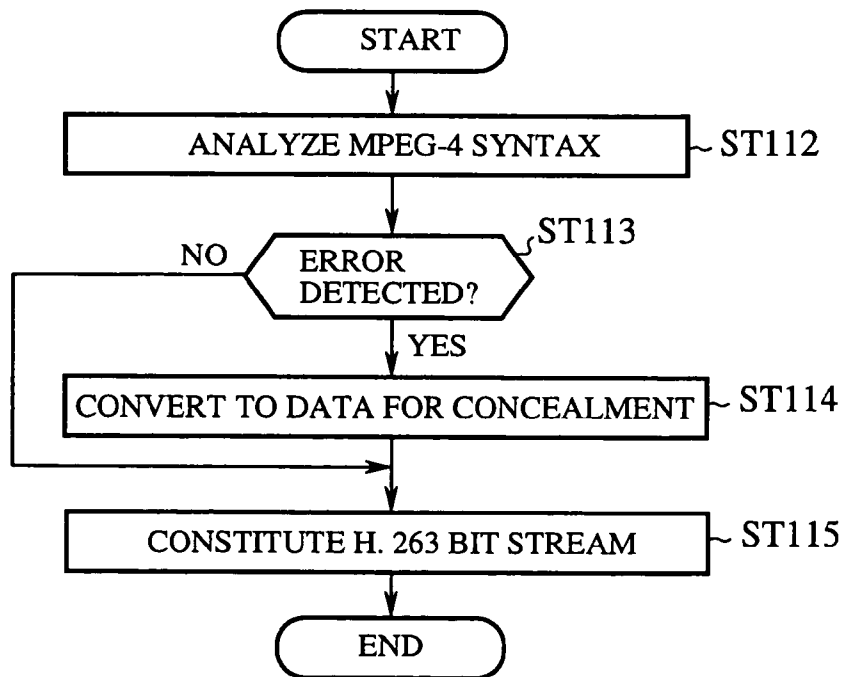 START
ANALYZE MPEG-4 SYNTAX
ST112
ST113
NO
ERROR
DETECTED?
YES
CONVERT TO DATA FOR CONCEALMENT
ST114
CONSTITUTE H. 263 BIT STREAM
ST115
END